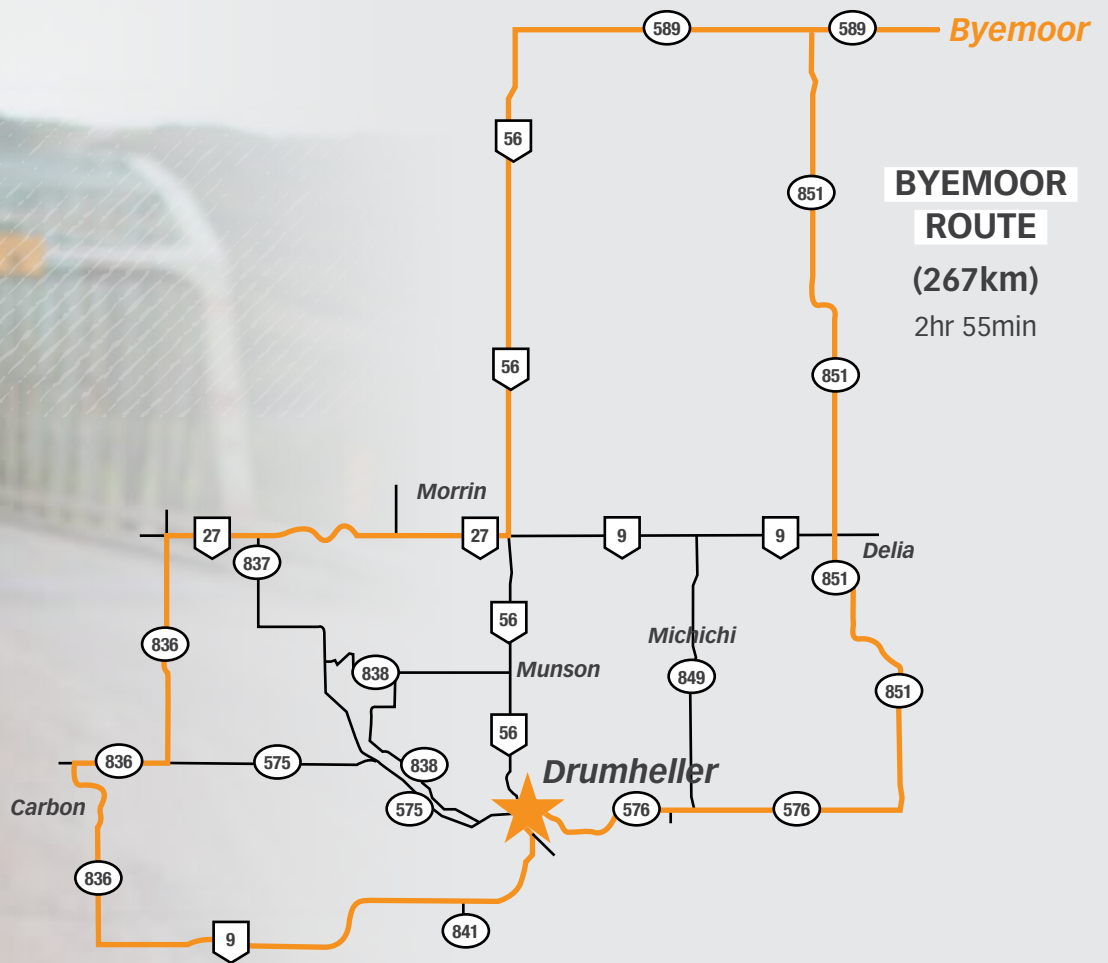 589
589
Byemoor
56
851
BYEMOOR
ROUTE
(267km)
2hr 55min
56
851
Morrin
27
27
9
9
Delia
837
851
56
836
Michichi
838
Munson
849
851
56
836
575
838
Drumheller
Carbon
575
576
576
836
9
841